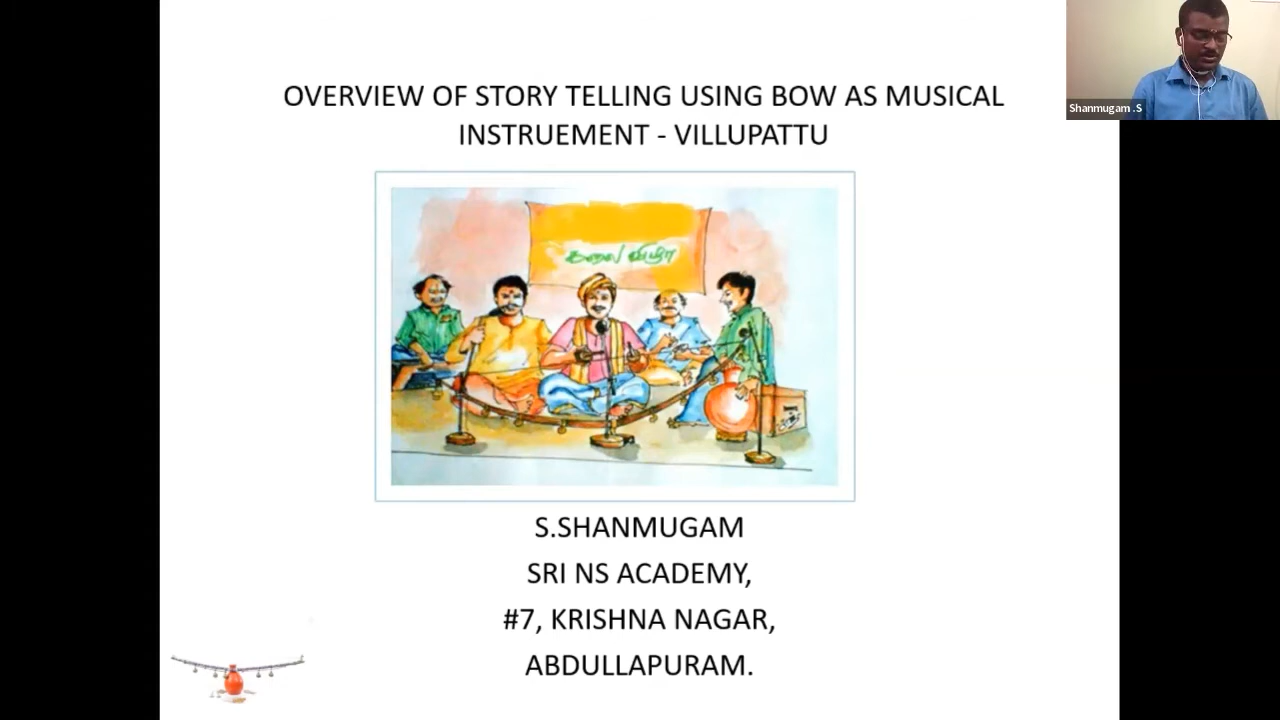 OVERVIEW OF STORY TELLING USING BOW AS MUSICAL
INSTRUEMENT - VILLUPATTU
Shanmugam .S
கலை விழா
S.SHANMUGAM
SRI NS ACADEMY,
#7, KRISHNA NAGAR,
ABDULLAPURAM.